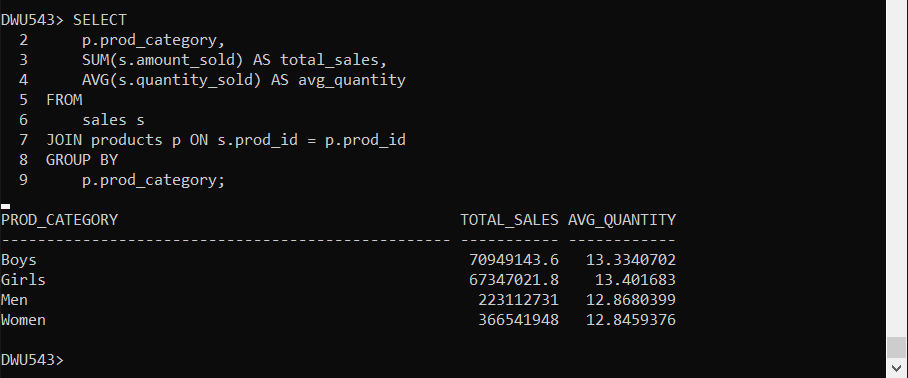 DWU543> SELECT
  2      p.prod_category,
  3      SUM(s.amount_sold) AS total_sales,
  4      AVG(s.quantity_sold) AS avg_quantity
  5  FROM
  6      sales s
  7  JOIN products p ON s.prod_id = p.prod_id
  8  GROUP BY
  9      p.prod_category;
PROD_CATEGORY                                      TOTAL_SALES AVG_QUANTITY
-------------------------------------------------- ----------- ------------
Boys                                                70949143.6   13.3340702
Girls                                               67347021.8    13.401683
Men                                                  223112731   12.8680399
Women                                                366541948   12.8459376
DWU543>